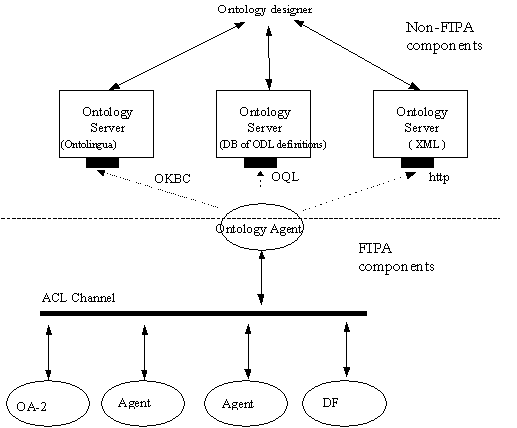 Ontology designer
Non-FIPA
components
Ontology
Server
(Ontolingua)
Ontology
Server
(DB of ODL definitions)
Ontology
Server
( XML )
OKBC
OQL
http
Ontology Agent
FIPA
components
ACL Channel
OA-2
Agent
Agent
DF